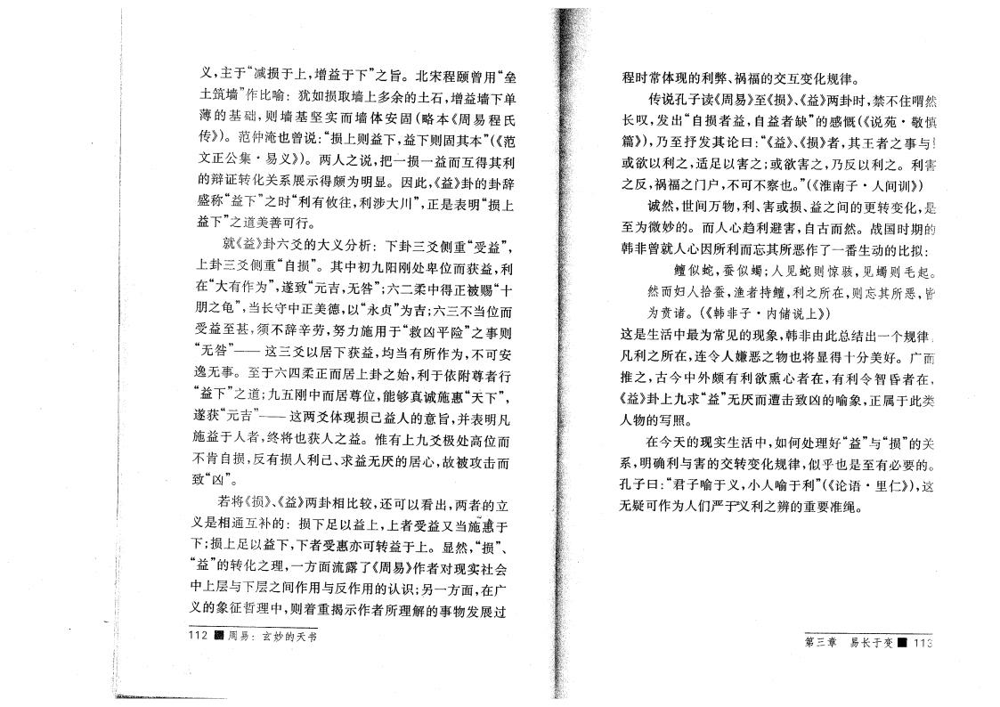 义,主于“减损于上,增益于下”之旨。北宋程颐曾用“垒
土筑墙”作比喻：犹如损取墙上多余的土石,增益墙下单
薄的基础,则墙基坚实而墙体安固(略本《周易程氏
传》)。范仲淹也曾说:“损上则益下,益下则固其本”(《范
文正公集·易义》)。两人之说,把一损一益而互得其利
的辩证转化关系展示得颇为明显。因此,《益》卦的卦辞
盛称“益下”之时“利有攸往,利涉大川”,正是表明“损上
益下”之道美善可行。
就《益》卦六爻的大义分析：下卦三爻侧重“受益”,
上卦三爻侧重“自损”。其中初九阳刚处卑位而获益,利
在“大有作为”,遂致“元吉,无咎”;六二柔中得正被赐“十
朋之龟”,当长守中正美德,以“永贞”为吉;六三不当位而
受益至甚,须不辞辛劳,努力施用于“救凶平险”之事则
“无咎”——这三爻以居下获益,均当有所作为,不可安
逸无事。至于六四柔正而居上卦之始,利于依附尊者行
“益下”之道;九五刚中而居尊位,能够真诚施惠“天下”,
遂获“元吉”——这两爻体现损己益人的意旨,并表明凡
施益于人者,终将也获人之益。惟有上九爻极处高位而
不肯自损,反有损人利己、求益无厌的居心,故被攻击而
致“凶”。
若将《损》、《益》两卦相比较,还可以看出,两者的立
义是相通互补的：损下足以益上,上者受益又当施惠于
下;损上足以益下,下者受惠亦可转益于上。显然,“损”、
“益”的转化之理,一方面流露了《周易》作者对现实社会
中上层与下层之间作用与反作用的认识;另一方面,在广
义的象征哲理中,则着重揭示作者所理解的事物发展过
112 ■ 周易：玄妙的天书
程时常体现的利弊、祸福的交互变化规律。
传说孔子读《周易》至《损》、《益》两卦时,禁不住喟然
长叹,发出“自损者益,自益者缺”的感慨(《说苑·敬慎
篇》),乃至抒发其论曰:“《益》、《损》者,其王者之事与!
或欲以利之,适足以害之;或欲害之,乃反以利之。利害
之反,祸福之门户,不可不察也。”(《淮南子·人间训》)
诚然,世间万物,利、害或损、益之间的更转变化,是
至为微妙的。而人心趋利避害,自古而然。战国时期的
韩非曾就人心因所利而忘其所恶作了一番生动的比拟：
鳣似蛇,蚕似蠋;人见蛇则惊骇,见蠋则毛起。
然而妇人拾蚕,渔者持鳣,利之所在,则忘其所恶,皆
为贲诸。(《韩非子·内储说上》)
这是生活中最为常见的现象,韩非由此总结出一个规律,
凡利之所在,连令人嫌恶之物也将显得十分美好。广而
推之,古今中外颇有利欲熏心者在,有利令智昏者在,
《益》卦上九求“益”无厌而遭击致凶的喻象,正属于此类
人物的写照。
在今天的现实生活中,如何处理好“益”与“损”的关
系,明确利与害的交转变化规律,似乎也是至有必要的。
孔子曰:“君子喻于义,小人喻于利”(《论语·里仁》),这
无疑可作为人们严于义利之辨的重要准绳。
第三章 易长于变 ■ 113